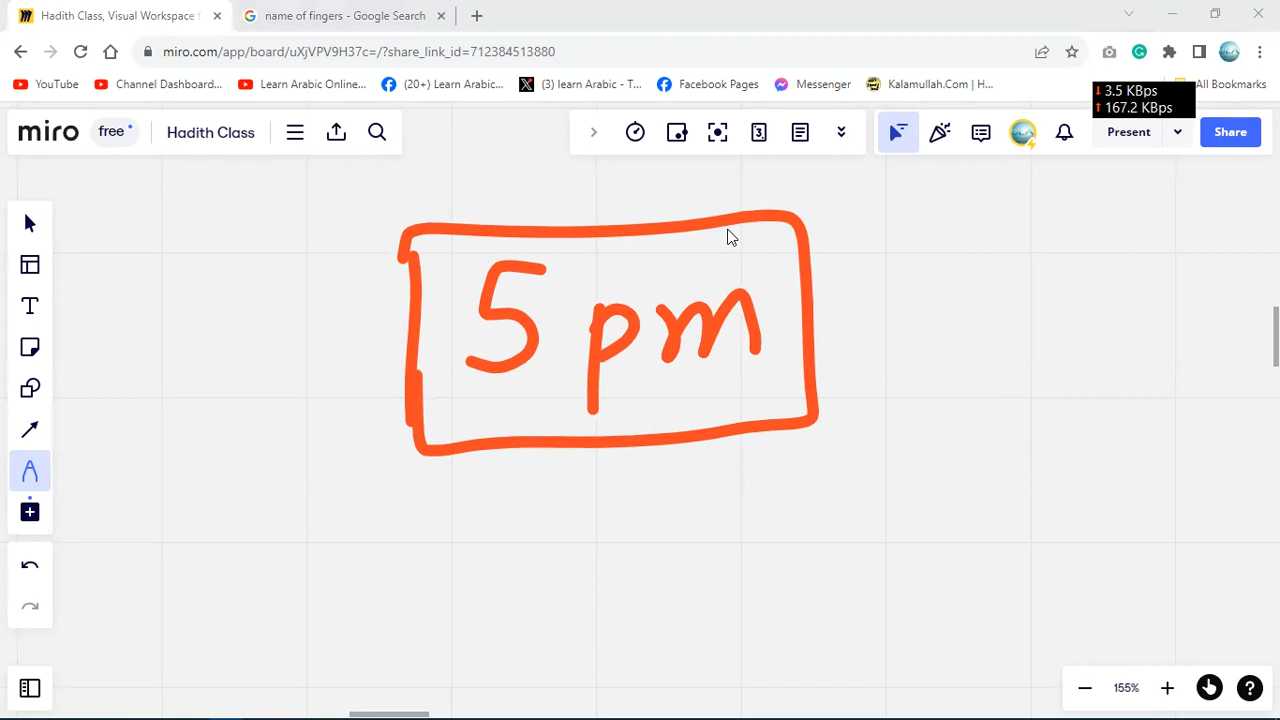 Hadith Class, Visual Workspace f
name of fingers - Google Search
miro.com/app/board/uXjVPV9H37c=/?share_link_id=712384513880
YouTube
Channel Dashboard...
Learn Arabic Online...
(20+) Learn Arabic...
(3) learn Arabic - T...
Facebook Pages
Messenger
Kalamullah.Com | H...
All Bookmarks
3.5 KBps
167.2 KBps
miro
free
Hadith Class
3
Present
Share
5 pm
155%